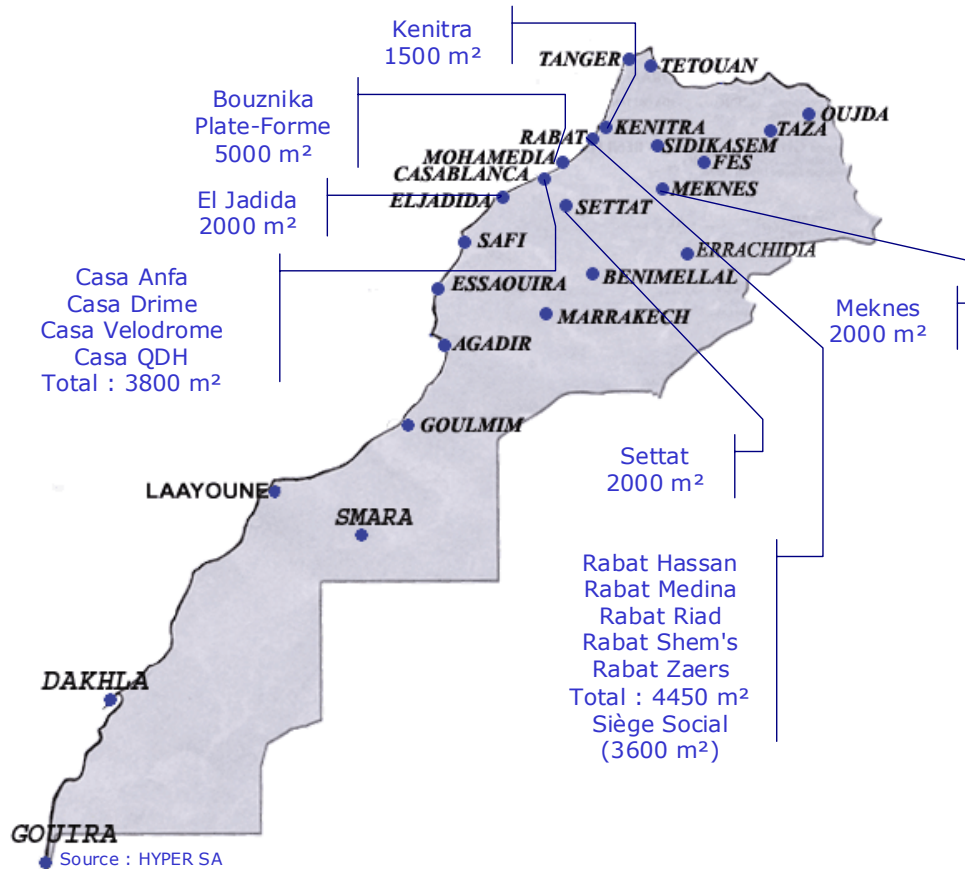 Kenitra
1500 m²
TANGER
TETOUAN
Bouznika
Plate-Forme
5000 m²
OUJDA
KENITRA
TAZA
RABAT
SIDIKASEM
MOHAMEDIA
FES
CASABLANCA
MEKNES
El Jadida
2000 m²
ELJADIDA
SETTAT
SAFI
ERRACHIDIA
Casa Anfa
Casa Drime
Casa Velodrome
Casa QDH
Total : 3800 m²
BENIMELLAL
ESSAOUIRA
Meknes
2000 m²
MARRAKECH
AGADIR
GOULMIM
Settat
2000 m²
LAAYOUNE
SMARA
Rabat Hassan
Rabat Medina
Rabat Riad
Rabat Shem's
Rabat Zaers
Total : 4450 m²
Siège Social
(3600 m²)
DAKHLA
GOUIRA
Source : HYPER SA